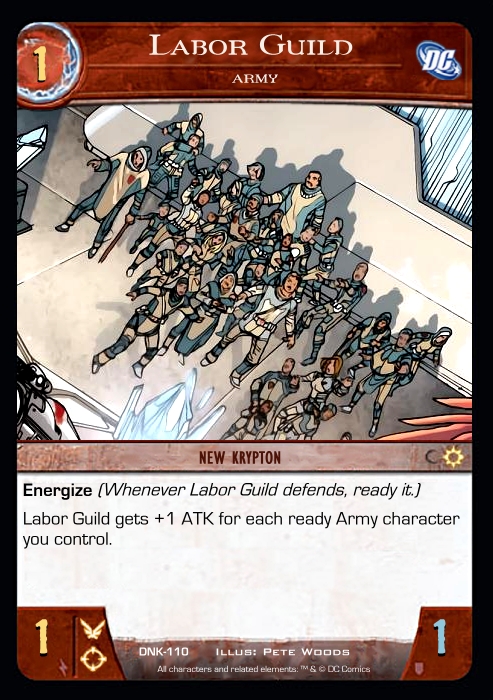 1
LABOR GUILD
ARMY
DC
NEW KRYPTON
C
Energize (Whenever Labor Guild defends, ready it.)
Labor Guild gets +1 ATK for each ready Army character
you control.
1
1
DNK-110 ILLUS: PETE WOODS
All characters and related elements: ™ & © DC Comics